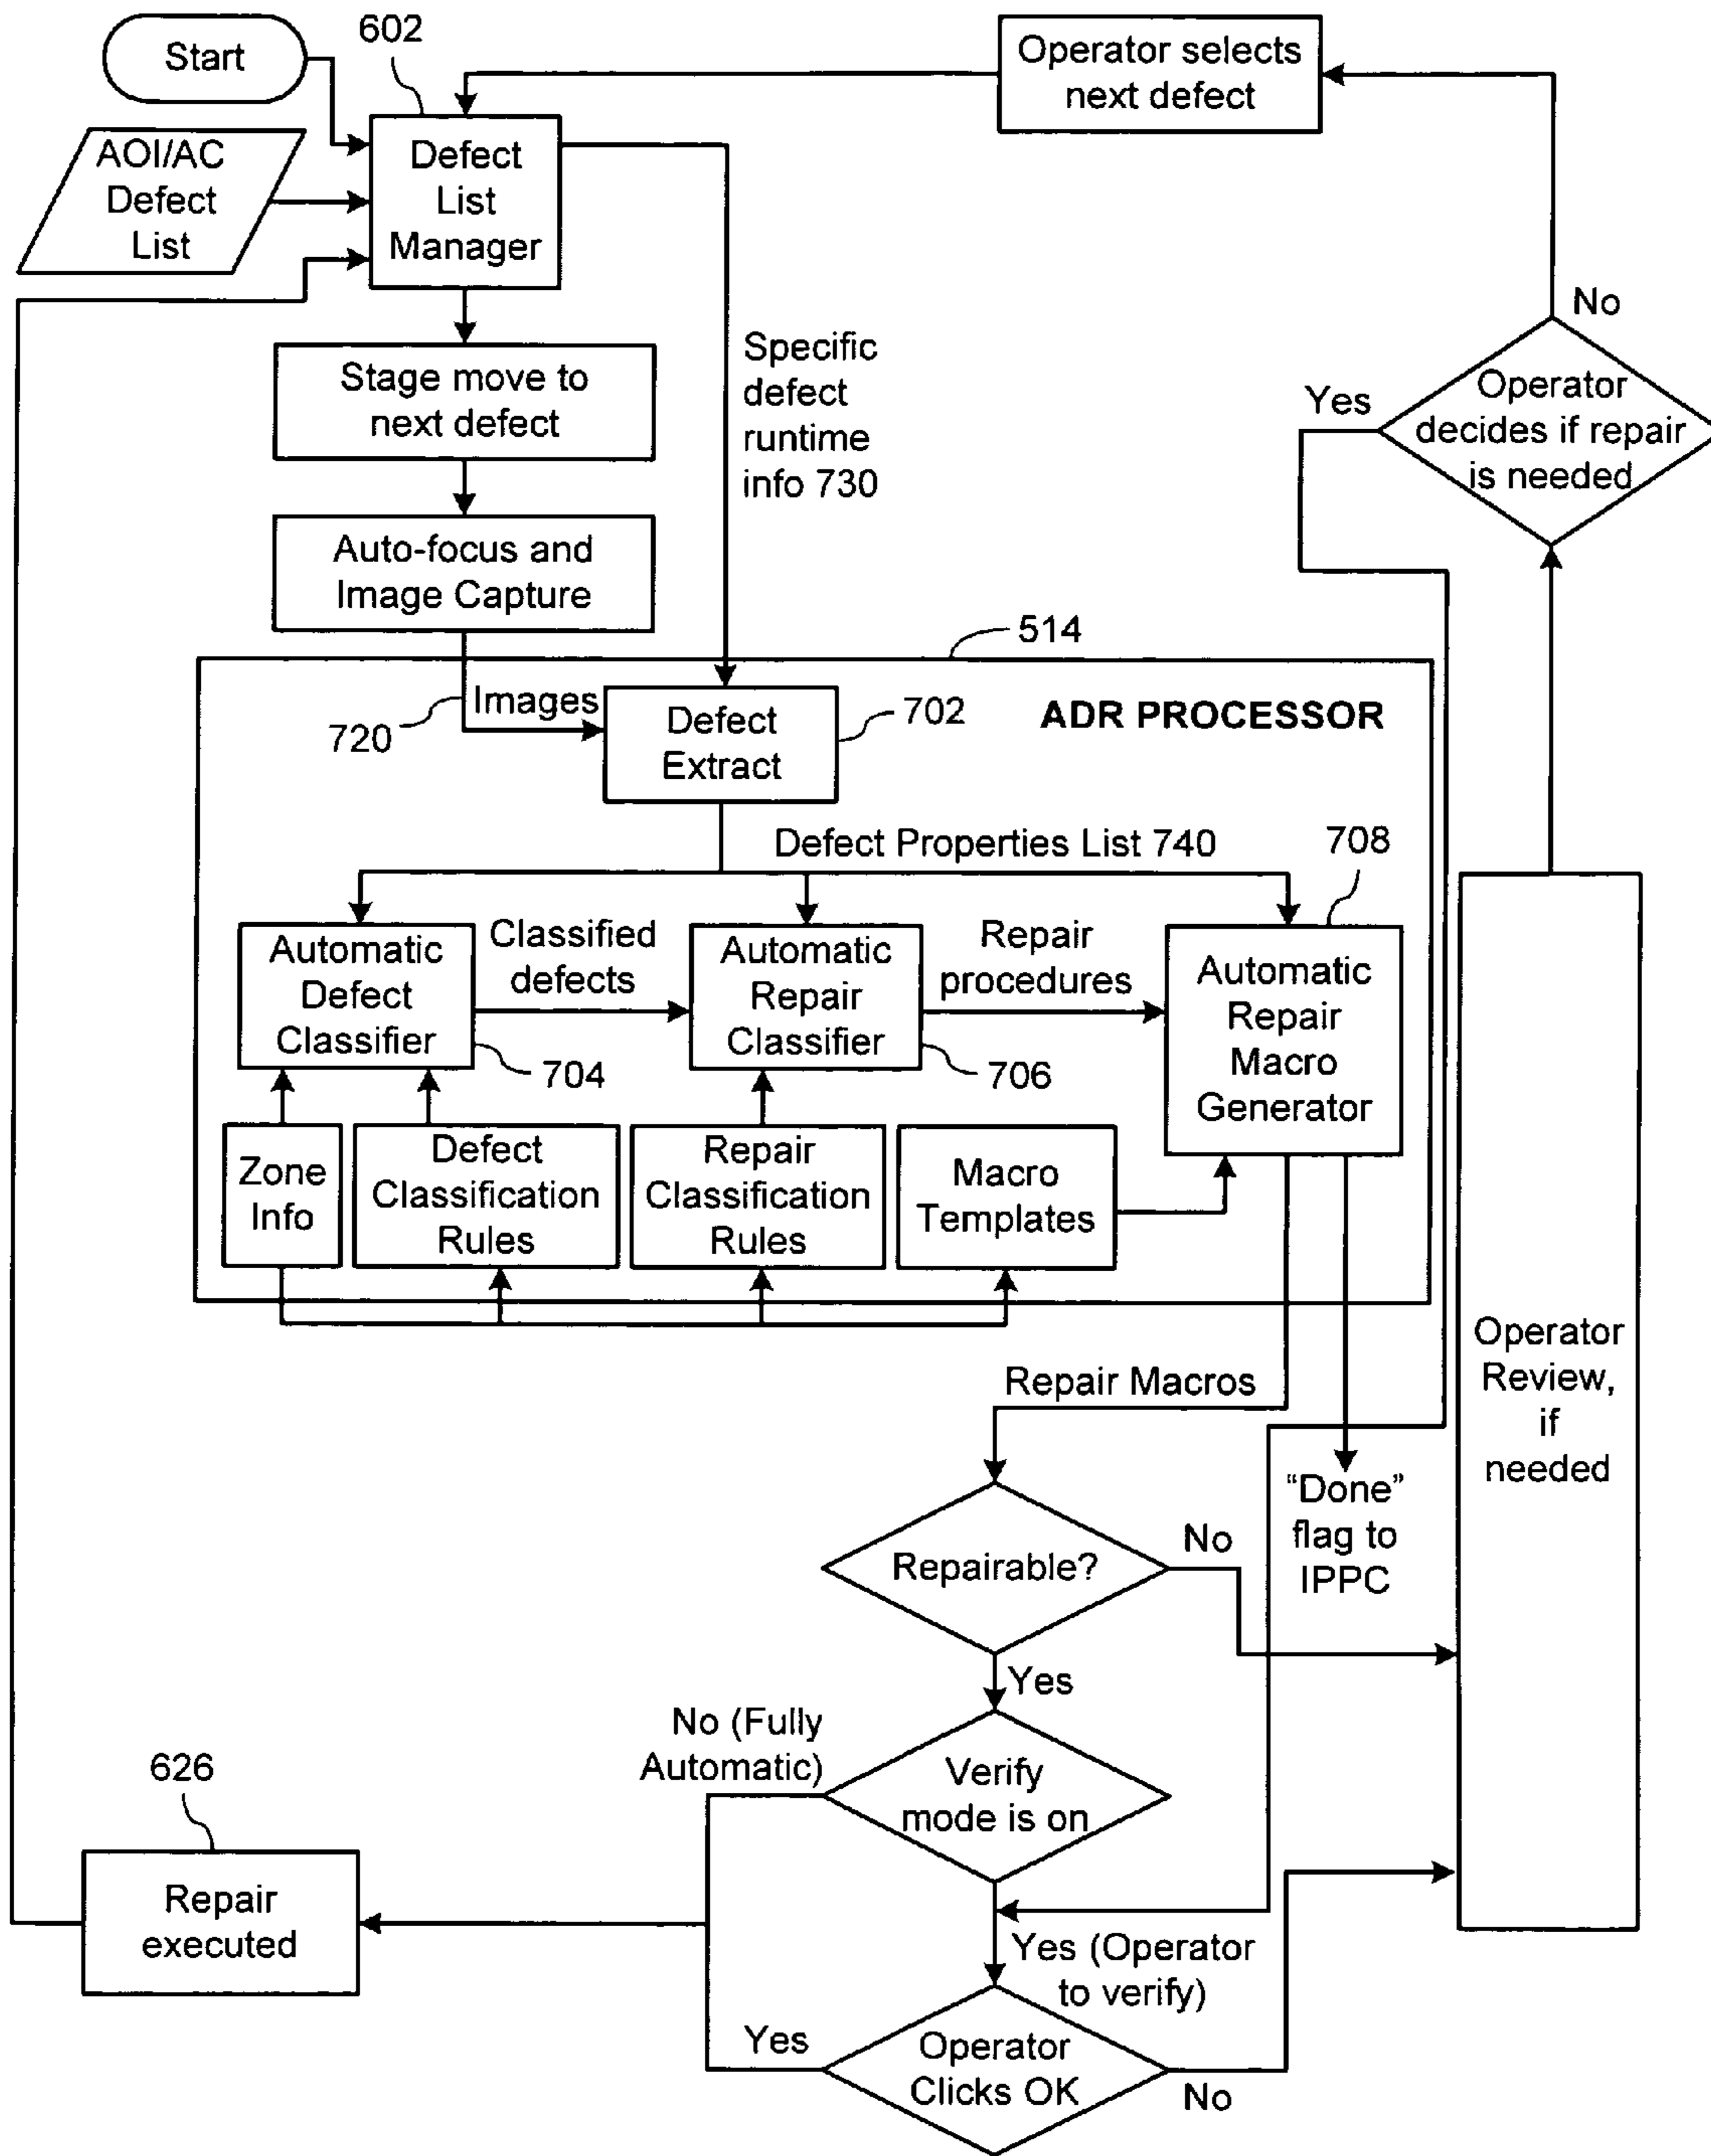 Start
602
Operator selects
next defect
AOI/AC
Defect
List
Defect
List
Manager
No
Specific
defect
runtime
info 730
Stage move to
next defect
Yes
Operator
decides if repair
is needed
Auto-focus and
Image Capture
514
720
Images
Defect
Extract
702
ADR PROCESSOR
Defect Properties List 740
708
Automatic
Defect
Classifier
704
Classified
defects
Automatic
Repair
Classifier
706
Repair
procedures
Automatic
Repair
Macro
Generator
Zone
Info
Defect
Classification
Rules
Repair
Classification
Rules
Macro
Templates
Operator
Review,
if
needed
Repair Macros
"Done"
flag to
IPPC
Repairable?
No
Yes
No (Fully
Automatic)
Verify
mode is on
626
Repair
executed
Yes (Operator
to verify)
Yes
Operator
Clicks OK
No